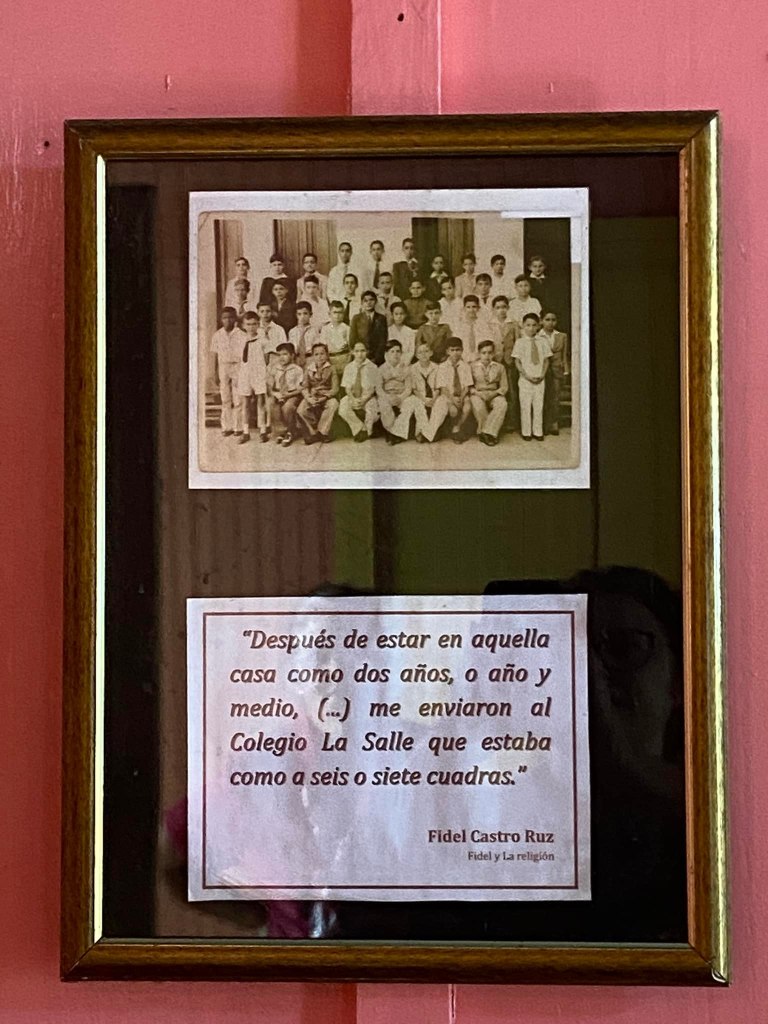 “Después de estar en aquella
casa como dos años, o año y
medio, (...) me enviaron al
Colegio La Salle que estaba
como a seis o siete cuadras.”
Fidel Castro Ruz
Fidel y La religión